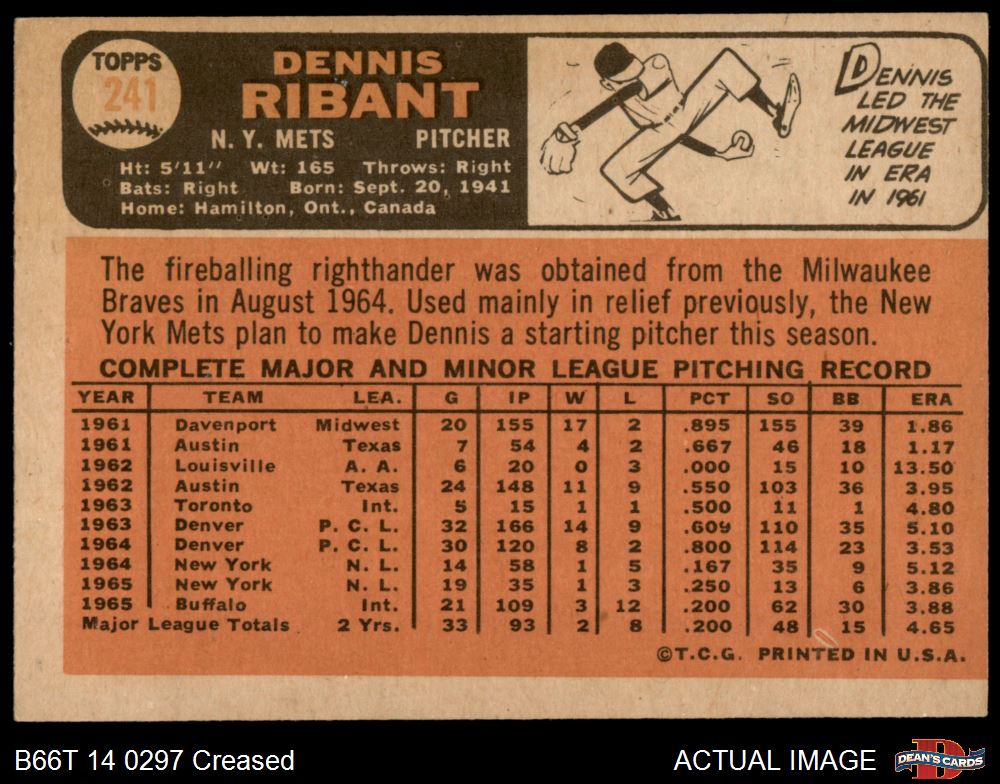 TOPPS
241
DENNIS
RIBANT
N. Y. METS PITCHER
Ht: 5'11" Wt: 165 Throws: Right
Bats: Right Born: Sept. 20, 1941
Home: Hamilton, Ont., Canada
DENNIS
LED THE
MIDWEST
LEAGUE
IN ERA
IN 1961
The fireballing righthander was obtained from the Milwaukee
Braves in August 1964. Used mainly in relief previously, the New
York Mets plan to make Dennis a starting pitcher this season.
COMPLETE MAJOR AND MINOR LEAGUE PITCHING RECORD
YEAR TEAM LEA. G IP W L PCT SO BB ERA
1961 Davenport Midwest 20 155 17 2 .895 155 39 1.86
1961 Austin Texas 7 54 4 2 .667 46 18 1.17
1962 Louisville A. A. 6 20 0 3 .000 15 10 13.50
1962 Austin Texas 24 148 11 9 .550 103 36 3.95
1963 Toronto Int. 5 15 1 1 .500 11 1 4.80
1963 Denver P. C. L. 32 166 14 9 .609 110 35 5.10
1964 Denver P. C. L. 30 120 8 2 .800 114 23 3.53
1964 New York N. L. 14 58 1 5 .167 35 9 5.12
1965 New York N. L. 19 35 1 3 .250 13 6 3.86
1965 Buffalo Int. 21 109 3 12 .200 62 30 3.88
Major League Totals 2 Yrs. 33 93 2 8 .200 48 15 4.65
©T.C.G. PRINTED IN U.S.A.
B66T 14 0297 Creased
ACTUAL IMAGE
DEAN'S CARDS